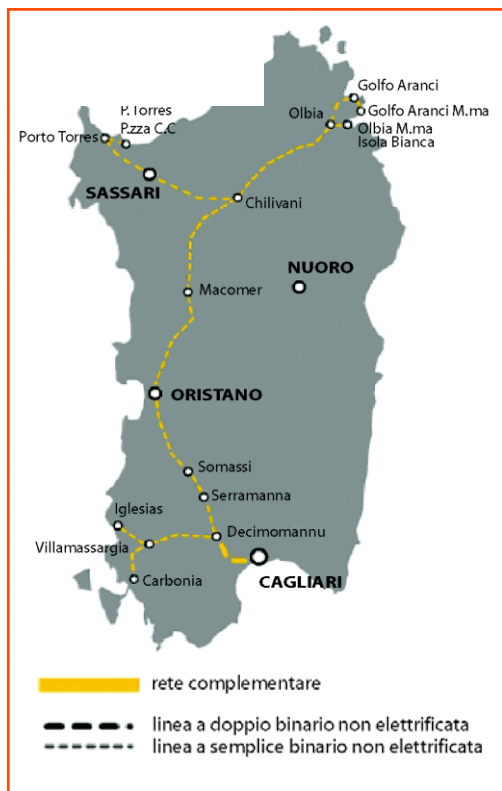 Golfo Aranci
P. Torres
Golfo Aranci M.ma
Olbia
P.zza C.C
Olbia M.ma
Porto Torres
Isola Bianca
SASSARI
Chilivani
NUORO
Macomer
ORISTANO
Somassi
Serramanna
Iglesias
Decimomannu
Villamassargia
Carbonia
CAGLIARI
rete complementare
linea a doppio binario non elettrificata
linea a semplice binario non elettrificata